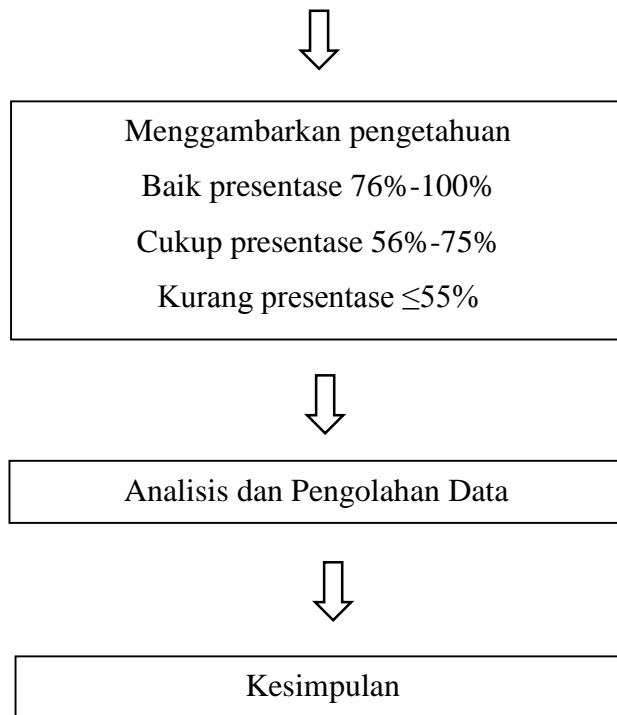 Menggambarkan pengetahuan
Baik presentase 76%-100%
Cukup presentase 56%-75%
Kurang presentase ≤55%
Analisis dan Pengolahan Data
Kesimpulan